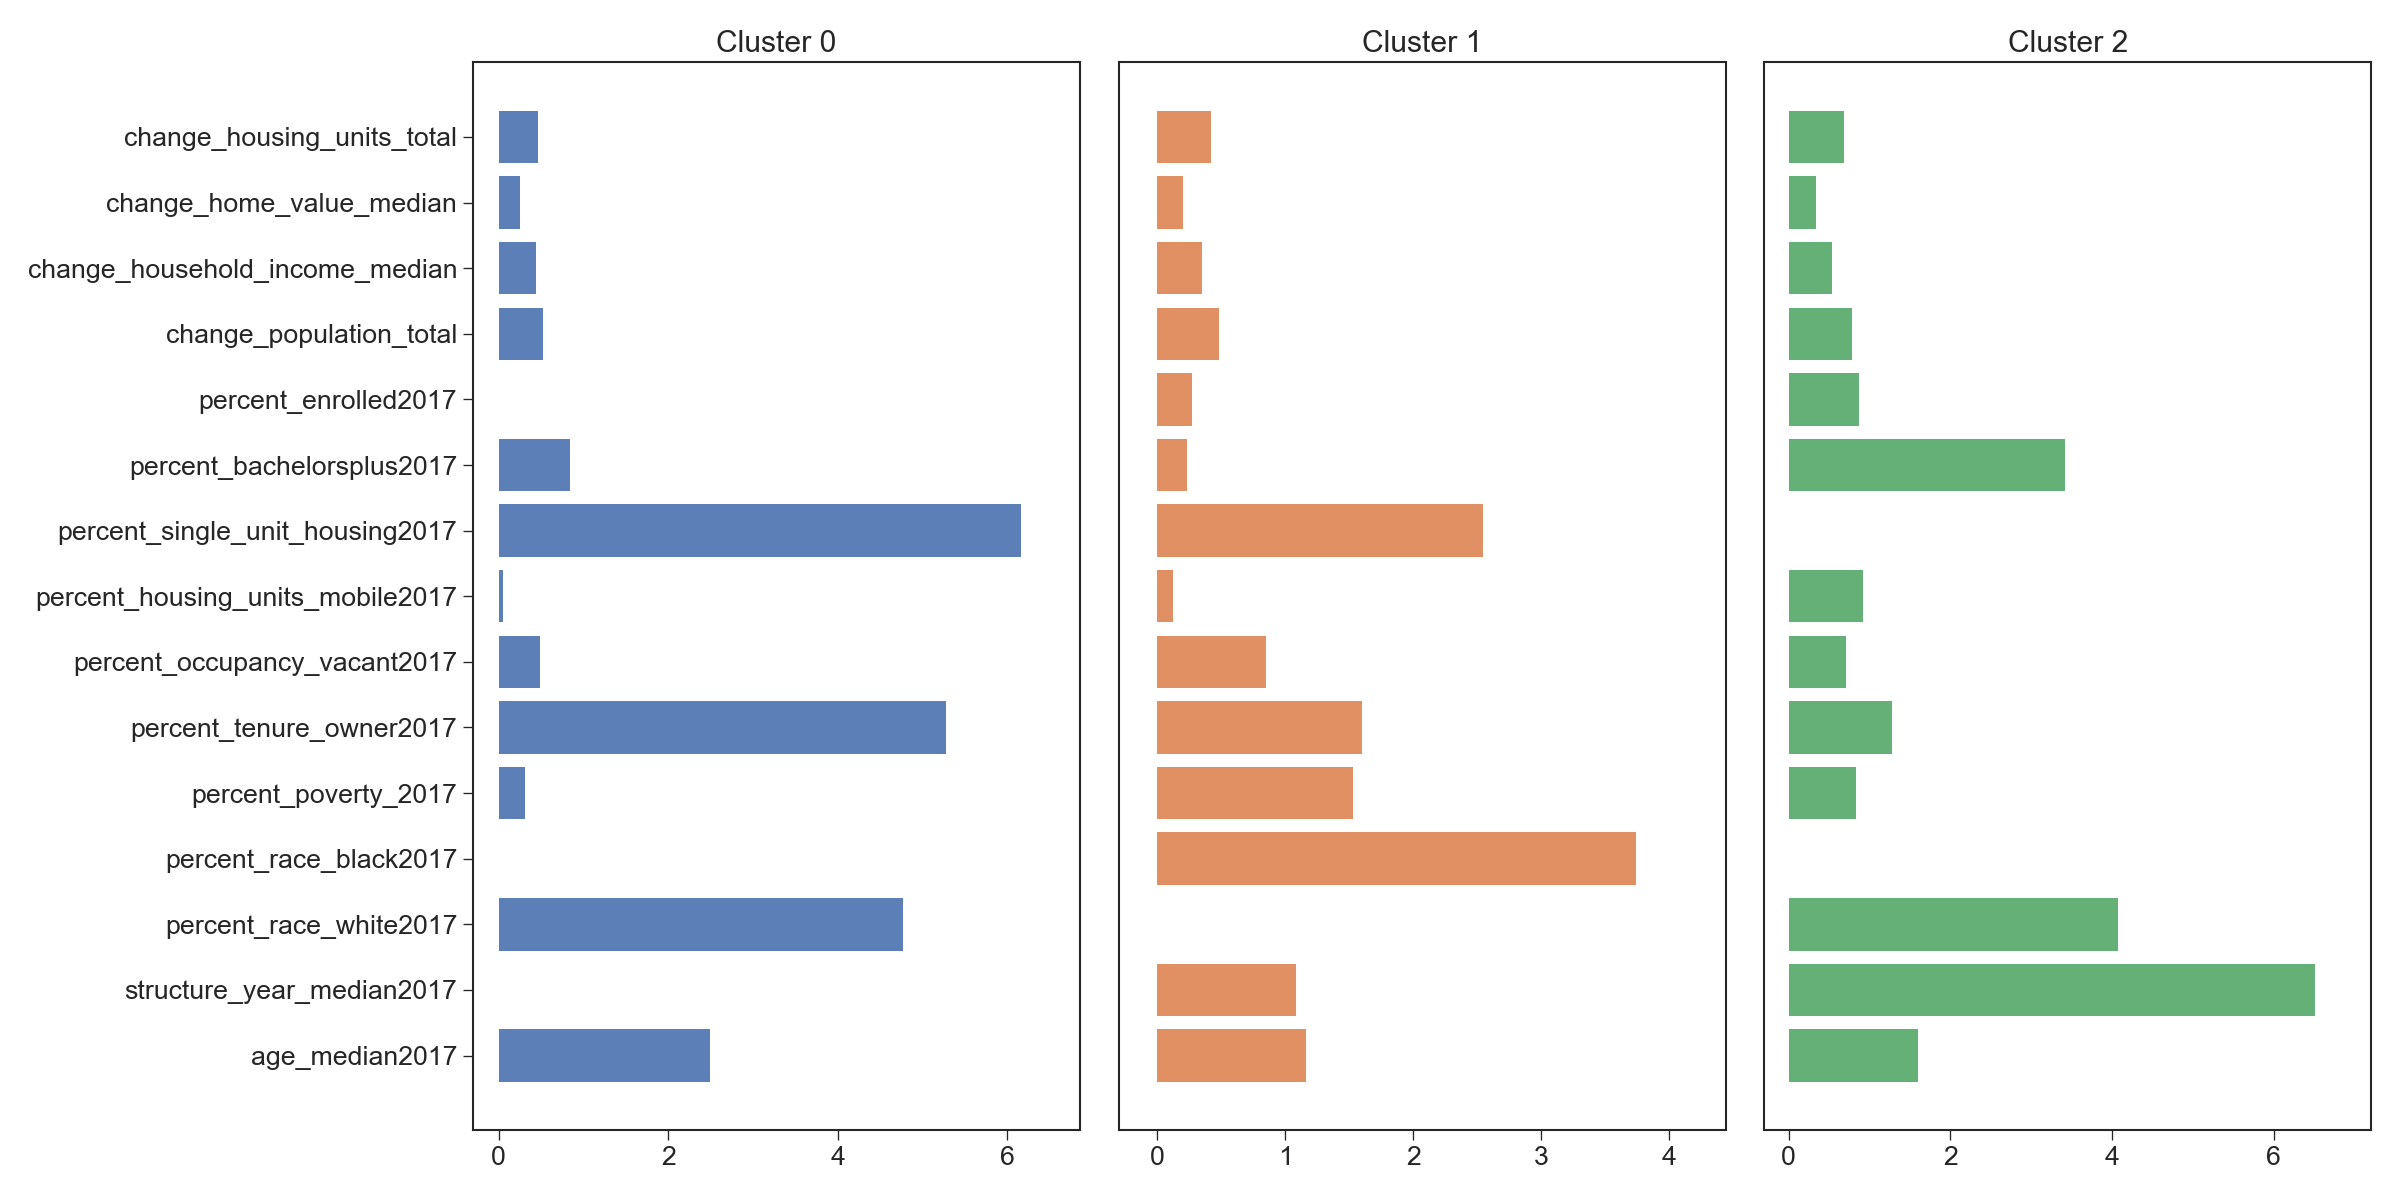 Cluster 0
Cluster 1
Cluster 2
change_housing_units_total
change_home_value_median
change_household_income_median
change_population_total
percent_enrolled2017
percent_bachelorsplus2017
percent_single_unit_housing2017
percent_housing_units_mobile2017
percent_occupancy_vacant2017
percent_tenure_owner2017
percent_poverty_2017
percent_race_black2017
percent_race_white2017
structure_year_median2017
age_median2017
0 2 4 6
0 1 2 3 4
0 2 4 6